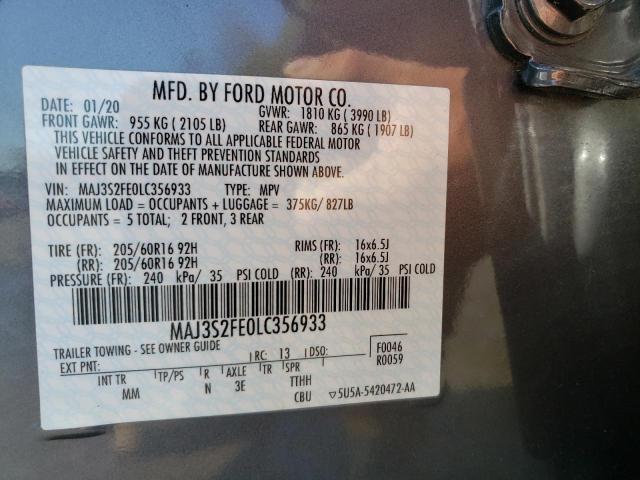 MFD. BY FORD MOTOR CO.
DATE: 01/20 GVWR: 1810 KG ( 3990 LB)
FRONT GAWR: 955 KG ( 2105 LB) REAR GAWR: 865 KG ( 1907 LB)
THIS VEHICLE CONFORMS TO ALL APPLICABLE FEDERAL MOTOR
VEHICLE SAFETY AND THEFT PREVENTION STANDARDS
IN EFFECT ON THE DATE OF MANUFACTURE SHOWN ABOVE.
VIN: MAJ3S2FE0LC356933 TYPE: MPV
MAXIMUM LOAD = OCCUPANTS + LUGGAGE = 375KG/ 827LB
OCCUPANTS = 5 TOTAL; 2 FRONT, 3 REAR
TIRE (FR): 205/60R16 92H RIMS (FR): 16x6.5J
(RR): 205/60R16 92H (RR): 16x6.5J
PRESSURE (FR): 240 kPa/ 35 PSI COLD (RR): 240 kPa/ 35 PSI COLD
MAJ3S2FE0LC356933
TRAILER TOWING - SEE OWNER GUIDE
EXT PNT: RC: 13 DSO: F0046
R0059
INT TR TP/PS R AXLE TR SPR
MM N 3E TTHH
CBU ▽5U5A-5420472-AA